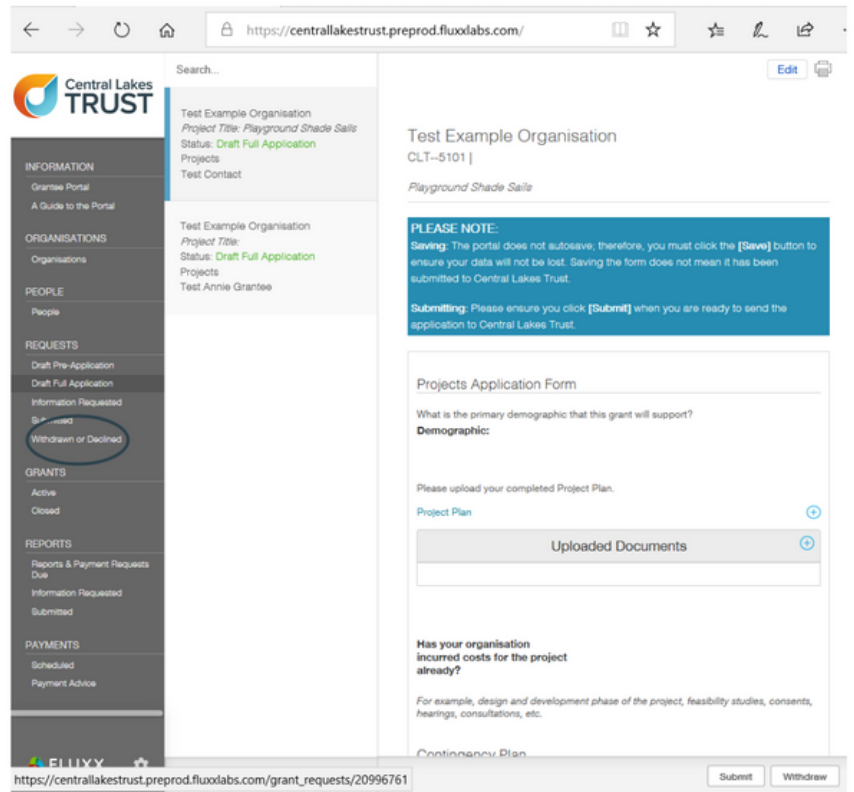 https://centrallakestrust.preprod.fluxxlabs.com/
Central Lakes
TRUST
INFORMATION
Grantee Portal
A Guide to the Portal
ORGANISATIONS
Organisations
PEOPLE
People
REQUESTS
Draft Pre-Application
Draft Full Application
Information Requested
Submitted
Withdrawn or Declined
GRANTS
Active
Closed
REPORTS
Reports & Payment Requests
Due
Information Requested
Submitted
PAYMENTS
Scheduled
Payment Advice
FLUXX
https://centrallakestrust.preprod.fluxxlabs.com/grant_requests/20996761
Search...
Test Example Organisation
Project Title: Playground Shade Sails
Status: Draft Full Application
Projects
Test Contact
Test Example Organisation
Project Title:
Status: Draft Full Application
Projects
Test Annie Grantee
Edit
Test Example Organisation
CLT--5101 |
Playground Shade Sails
PLEASE NOTE:
Saving: The portal does not autosave; therefore, you must click the [Save] button to
ensure your data will not be lost. Saving the form does not mean it has been
submitted to Central Lakes Trust.
Submitting: Please ensure you click [Submit] when you are ready to send the
application to Central Lakes Trust.
Projects Application Form
What is the primary demographic that this grant will support?
Demographic:
Please upload your completed Project Plan.
Project Plan
Uploaded Documents
Has your organisation
incurred costs for the project
already?
For example, design and development phase of the project, feasibility studies, consents,
hearings, consultations, etc.
Contingency Plan
Submit
Withdraw